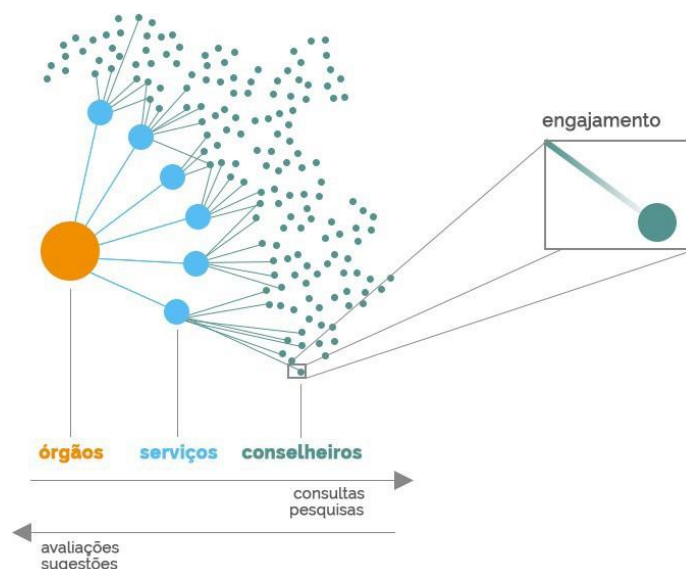 engajamento
órgãos
serviços
conselheiros
consultas
pesquisas
avaliações
sugestões